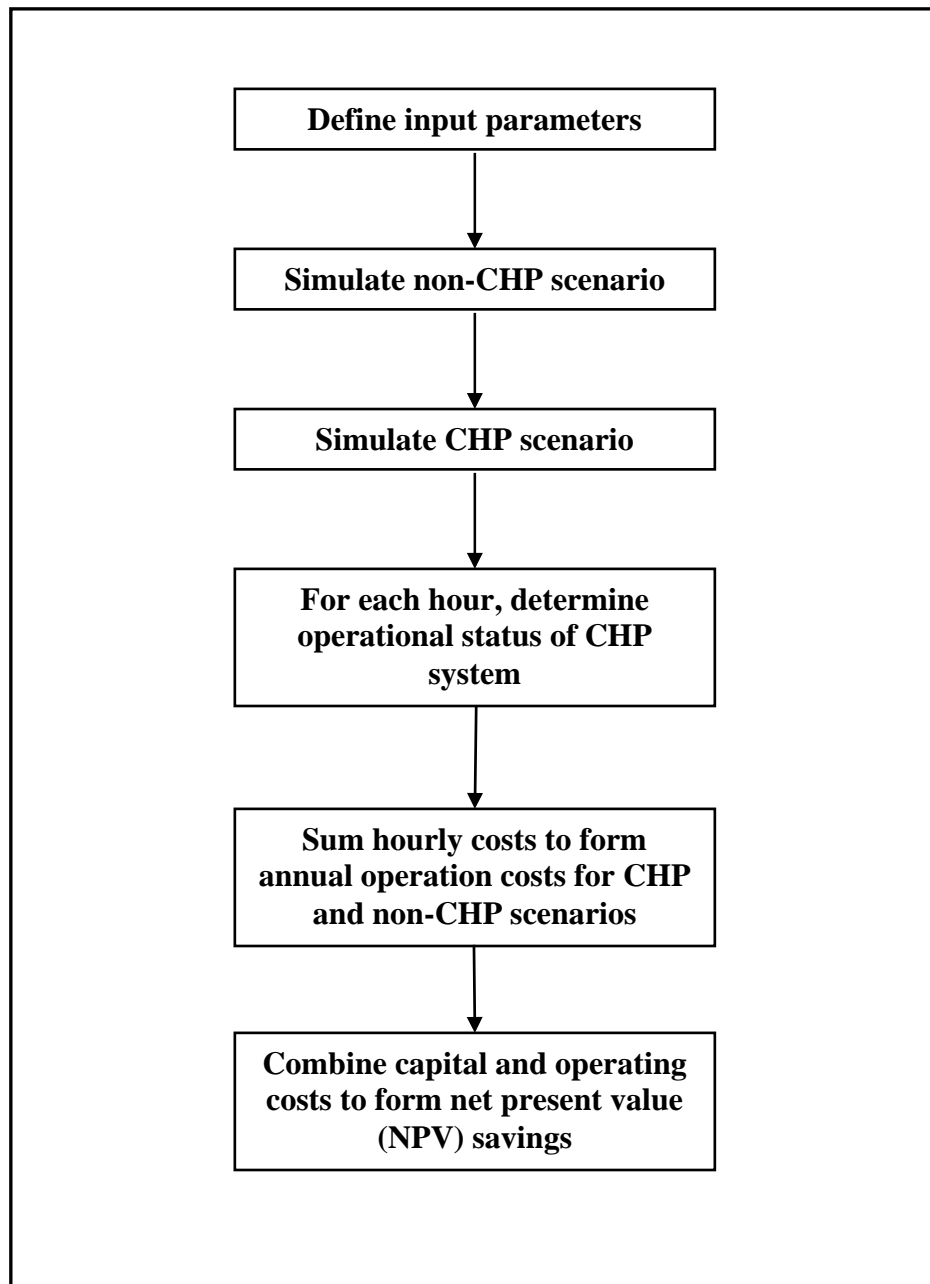 Define input parameters
Simulate non-CHP scenario
Simulate CHP scenario
For each hour, determine
operational status of CHP
system
Sum hourly costs to form
annual operation costs for CHP
and non-CHP scenarios
Combine capital and operating
costs to form net present value
(NPV) savings